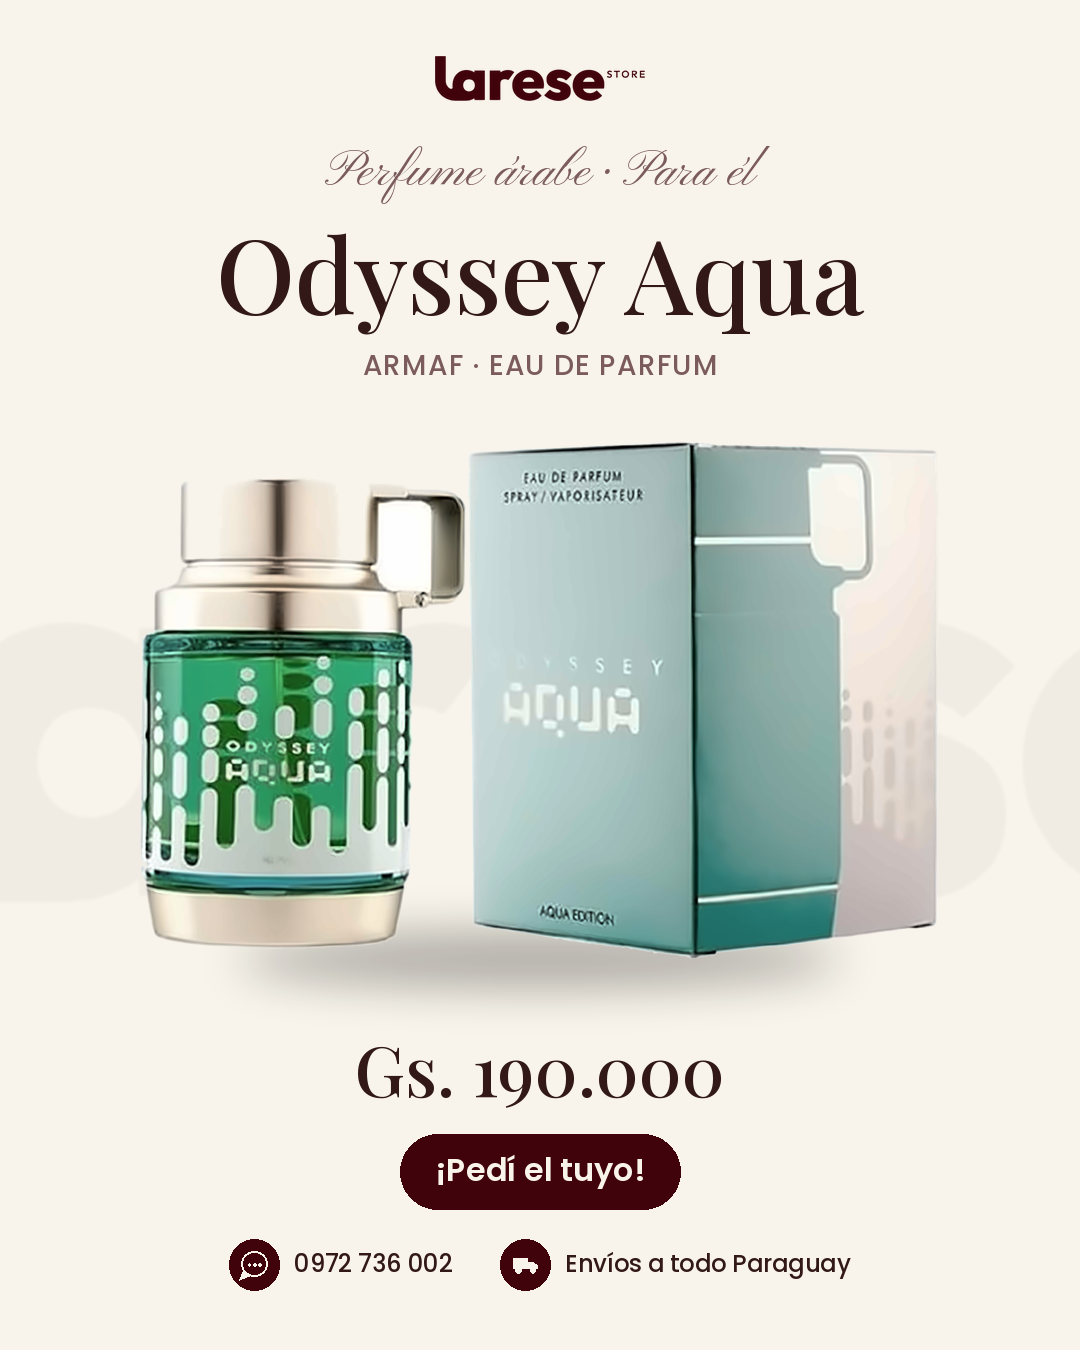 larese STORE
Perfume árabe · Para él
Odyssey Aqua
ARMAF · EAU DE PARFUM
EAU DE PARFUM
SPRAY / VAPORISATEUR
ODYSSEY
AQUA
AQUA EDITION
ODYSSEY
AQUA
Gs. 190.000
¡Pedí el tuyo!
0972 736 002
Envíos a todo Paraguay